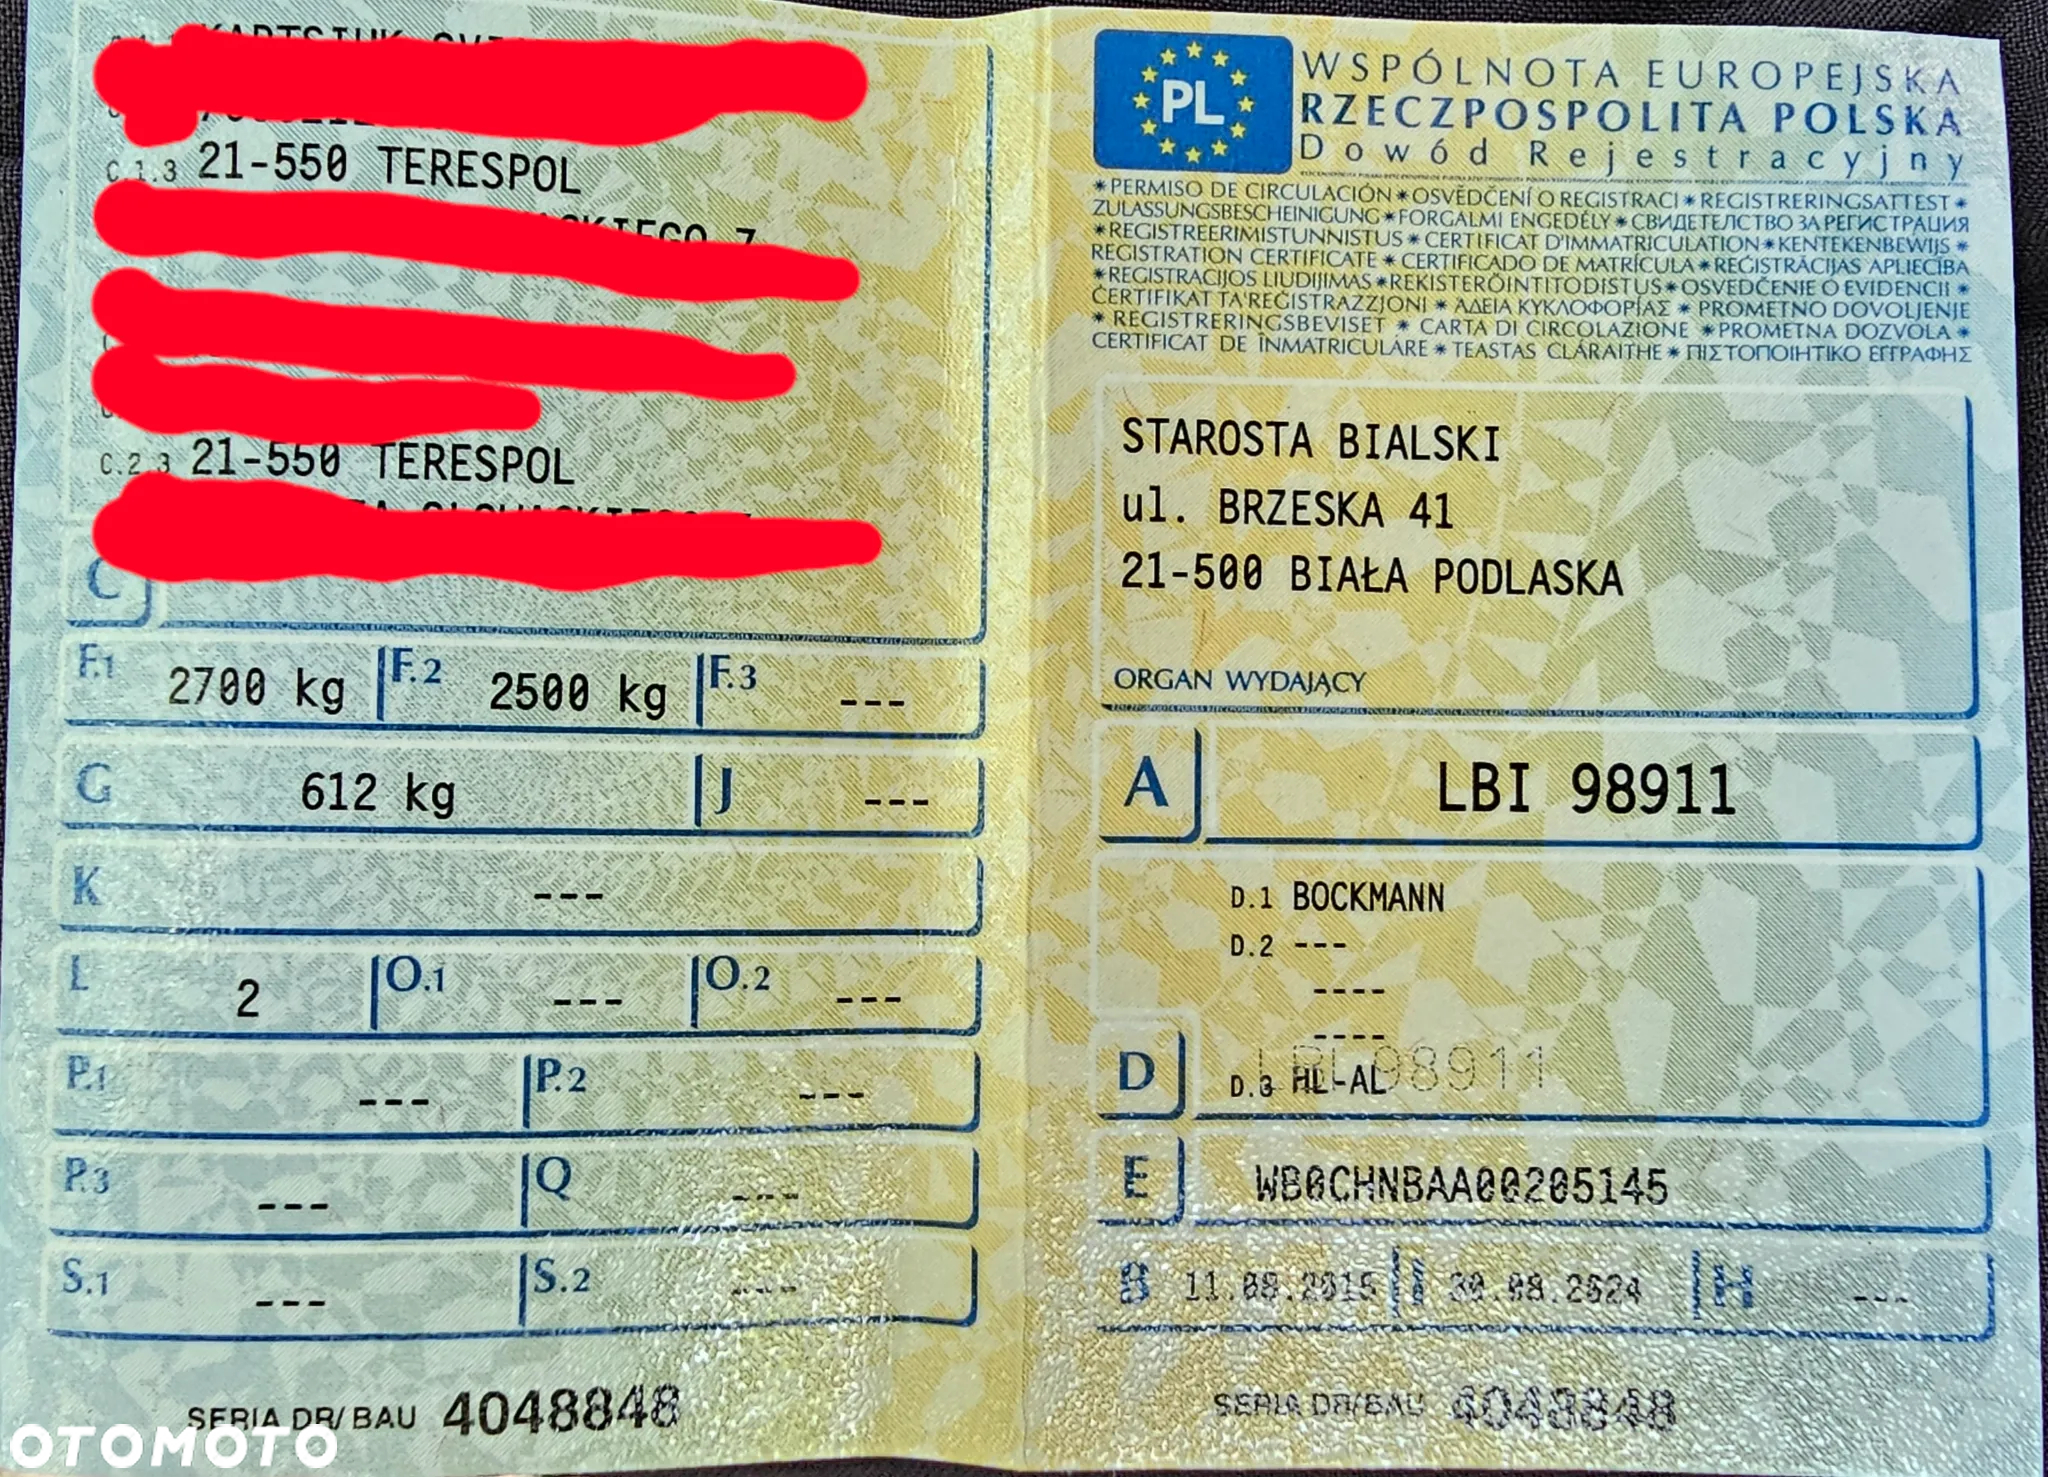 C.1.3 21-550 TERESPOL
C.2.3 21-550 TERESPOL
C
F.1 2700 kg F.2 2500 kg F.3 ---
G 612 kg J ---
K ---
L 2 O.1 --- O.2 ---
P.1 --- P.2 ---
P.3 --- Q ---
S.1 --- S.2 ---
SERIA DR/BAU 4048848
OTOMOTO
PL
WSPÓLNOTA EUROPEJSKA
RZECZPOSPOLITA POLSKA
Dowód Rejestracyjny
*PERMISO DE CIRCULACIÓN*OSVĚDČENÍ O REGISTRACI*REGISTRERINGSATTEST*
ZULASSUNGSBESCHEINIGUNG*FORGALMI ENGEDÉLY*СВИДЕТЕЛСТВО ЗА РЕГИСТРАЦИЯ
*REGISTREERIMISTUNNISTUS*CERTIFICAT D'IMMATRICULATION*KENTEKENBEWIJS*
REGISTRATION CERTIFICATE*CERTIFICADO DE MATRÍCULA*REĢISTRĀCIJAS APLIECĪBA
*REGISTRACIJOS LIUDIJIMAS*REKISTERÖINTITODISTUS*OSVEDČENIE O EVIDENCII*
ĊERTIFIKAT TA'REĠISTRAZZJONI*ΆΔΕΙΑ ΚΥΚΛΟΦΟΡΊΑΣ*PROMETNO DOVOLJENJE
*REGISTRERINGSBEVISET*CARTA DI CIRCOLAZIONE*PROMETNA DOZVOLA*
CERTIFICAT DE ÎNMATRICULARE*TEASTAS CLÁRAITHE*ΠΙΣΤΟΠΟΙΗΤΙΚΟ ΕΓΓΡΑΦΗΣ
STAROSTA BIALSKI
ul. BRZESKA 41
21-500 BIAŁA PODLASKA
ORGAN WYDAJĄCY
A LBI 98911
D.1 BOCKMANN
D.2 ---
----
----
LBI 98911
D D.3 HL-AL
E WB0CHNBAA00205145
B 11.08.2015 I 30.08.2024 H ---
SERIA DR/BAU 4048848